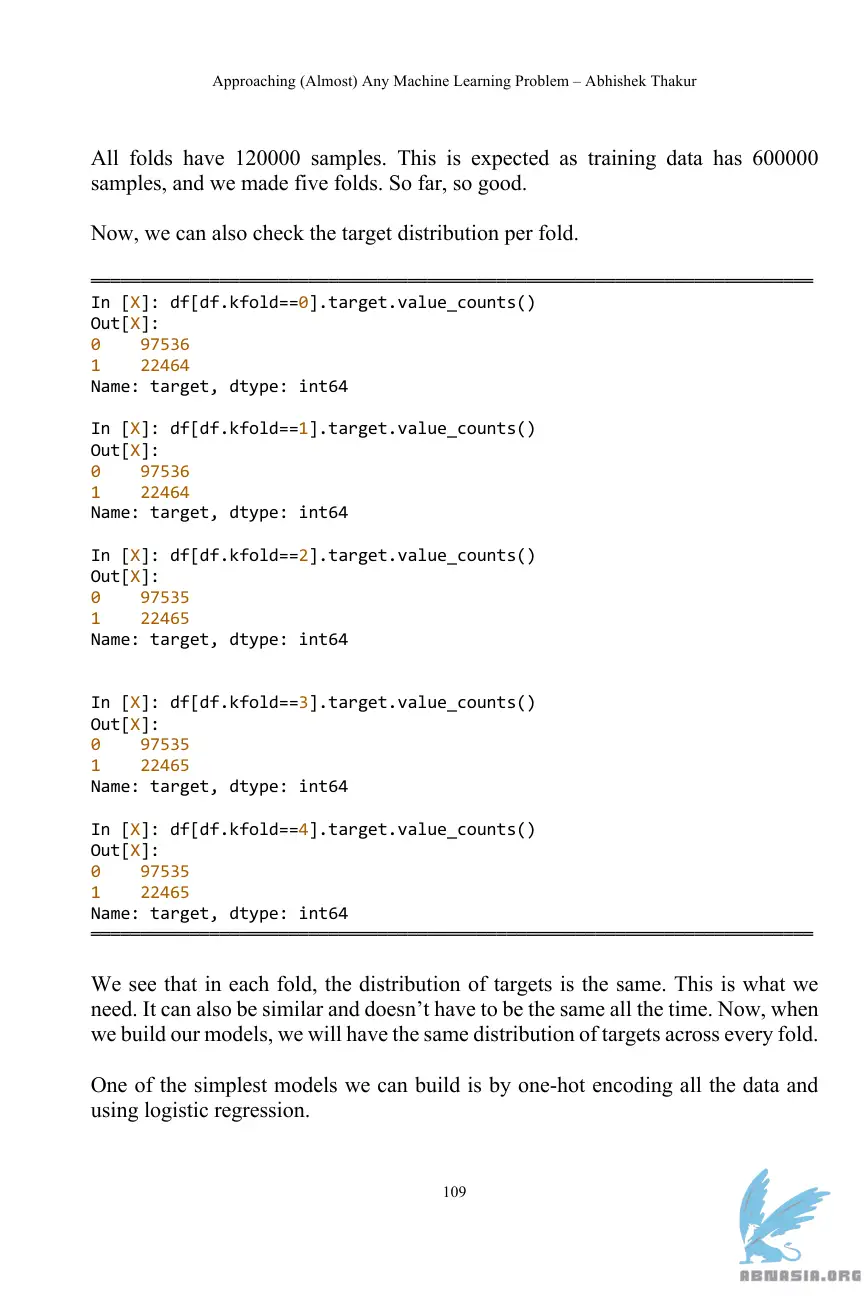 Approaching (Almost) Any Machine Learning Problem – Abhishek Thakur
All folds have 120000 samples. This is expected as training data has 600000
samples, and we made five folds. So far, so good.
Now, we can also check the target distribution per fold.
In [X]: df[df.kfold==0].target.value_counts()
Out[X]:
0    97536
1    22464
Name: target, dtype: int64
In [X]: df[df.kfold==1].target.value_counts()
Out[X]:
0    97536
1    22464
Name: target, dtype: int64
In [X]: df[df.kfold==2].target.value_counts()
Out[X]:
0    97535
1    22465
Name: target, dtype: int64
In [X]: df[df.kfold==3].target.value_counts()
Out[X]:
0    97535
1    22465
Name: target, dtype: int64
In [X]: df[df.kfold==4].target.value_counts()
Out[X]:
0    97535
1    22465
Name: target, dtype: int64
We see that in each fold, the distribution of targets is the same. This is what we
need. It can also be similar and doesn’t have to be the same all the time. Now, when
we build our models, we will have the same distribution of targets across every fold.
One of the simplest models we can build is by one-hot encoding all the data and
using logistic regression.
109
ABNASIA.ORG